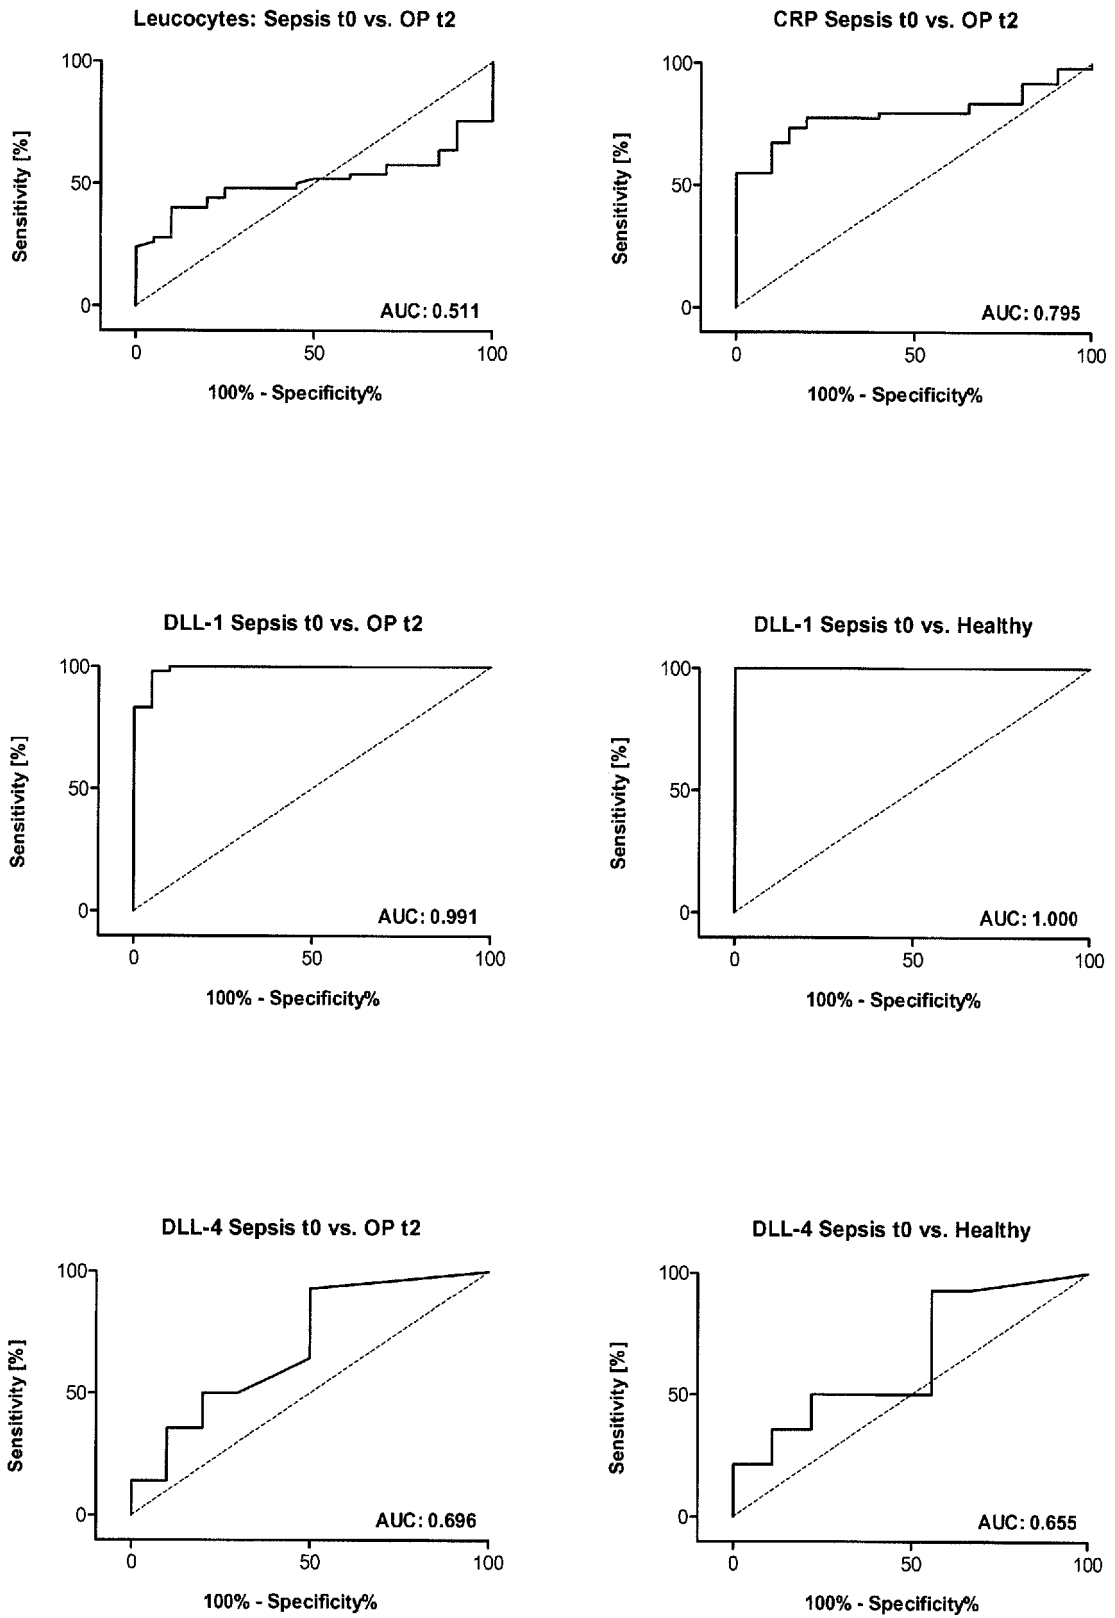 Leucocytes: Sepsis t0 vs. OP t2
Sensitivity [%]
100
50
0
AUC: 0.511
0
50
100
100% - Specificity%
CRP Sepsis t0 vs. OP t2
Sensitivity [%]
100
50
0
AUC: 0.795
0
50
100
100% - Specificity%
DLL-1 Sepsis t0 vs. OP t2
Sensitivity [%]
100
50
0
AUC: 0.991
0
50
100
100% - Specificity%
DLL-1 Sepsis t0 vs. Healthy
Sensitivity [%]
100
50
0
AUC: 1.000
0
50
100
100% - Specificity%
DLL-4 Sepsis t0 vs. OP t2
Sensitivity [%]
100
50
0
AUC: 0.696
0
50
100
100% - Specificity%
DLL-4 Sepsis t0 vs. Healthy
Sensitivity [%]
100
50
0
AUC: 0.655
0
50
100
100% - Specificity%